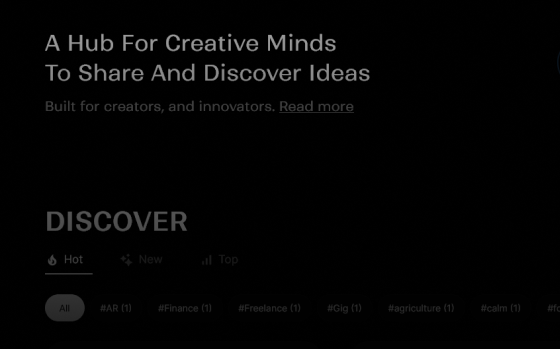 A Hub For Creative Minds
To Share And Discover Ideas
Built for creators, and innovators. Read more
DISCOVER
Hot New Top
All #AR (1) #Finance (1) #Freelance (1) #Gig (1) #agriculture (1) #calm (1) #fo